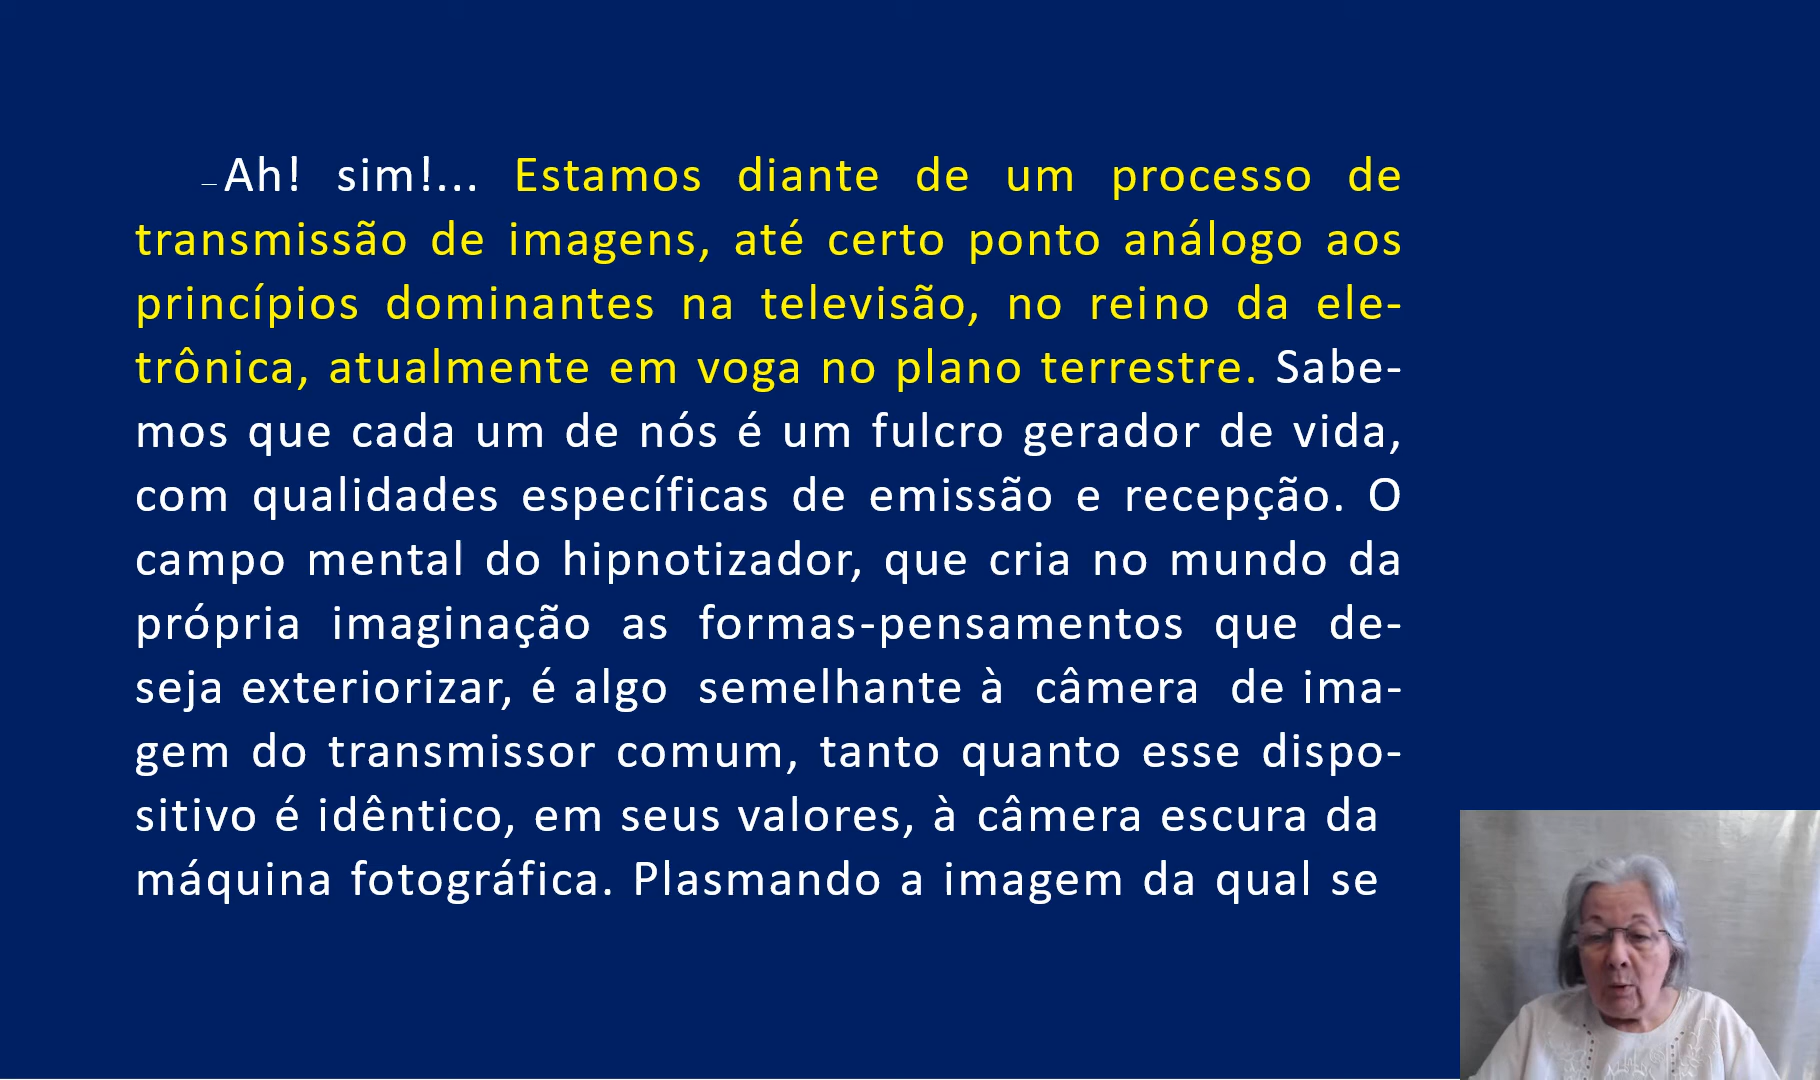 –Ah! sim!... Estamos diante de um processo de
transmissão de imagens, até certo ponto análogo aos
princípios dominantes na televisão, no reino da ele-
trônica, atualmente em voga no plano terrestre. Sabe-
mos que cada um de nós é um fulcro gerador de vida,
com qualidades específicas de emissão e recepção. O
campo mental do hipnotizador, que cria no mundo da
própria imaginação as formas-pensamentos que de-
seja exteriorizar, é algo semelhante à câmera de ima-
gem do transmissor comum, tanto quanto esse dispo-
sitivo é idêntico, em seus valores, à câmera escura da
máquina fotográfica. Plasmando a imagem da qual se